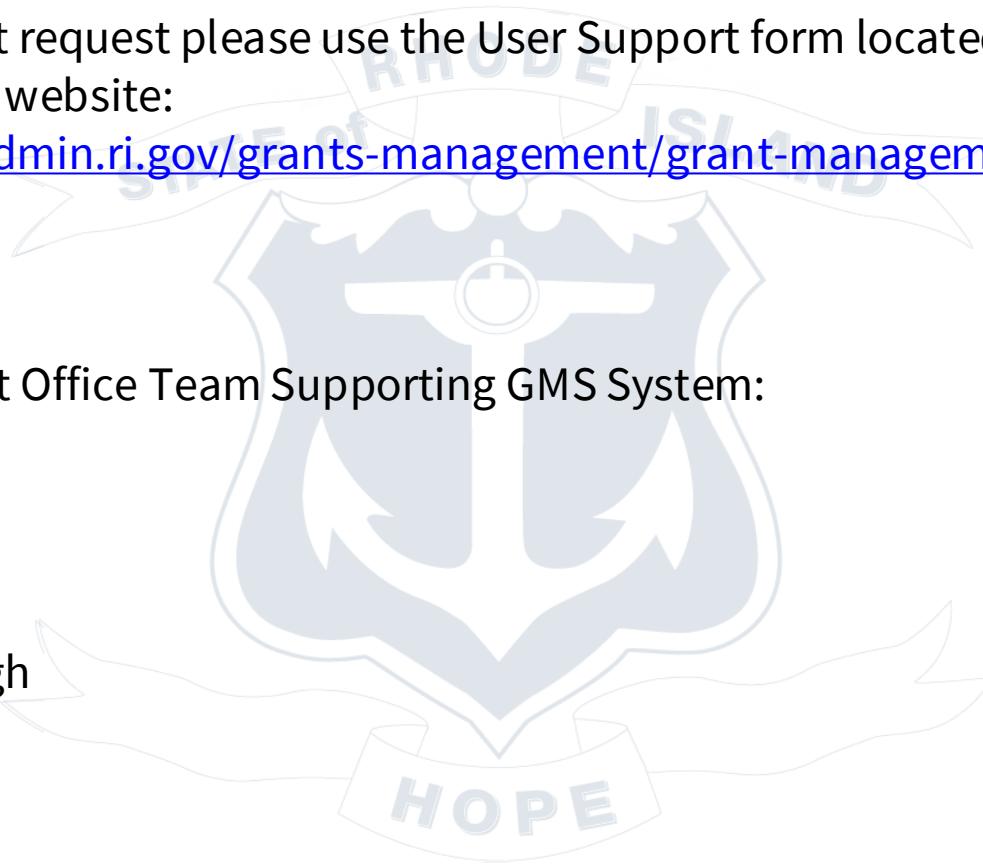 t request please use the User Support form located
website:
dmin.ri.gov/grants-management/grant-managem
t Office Team Supporting GMS System:
gh
STATE of RHODE ISLAND
HOPE